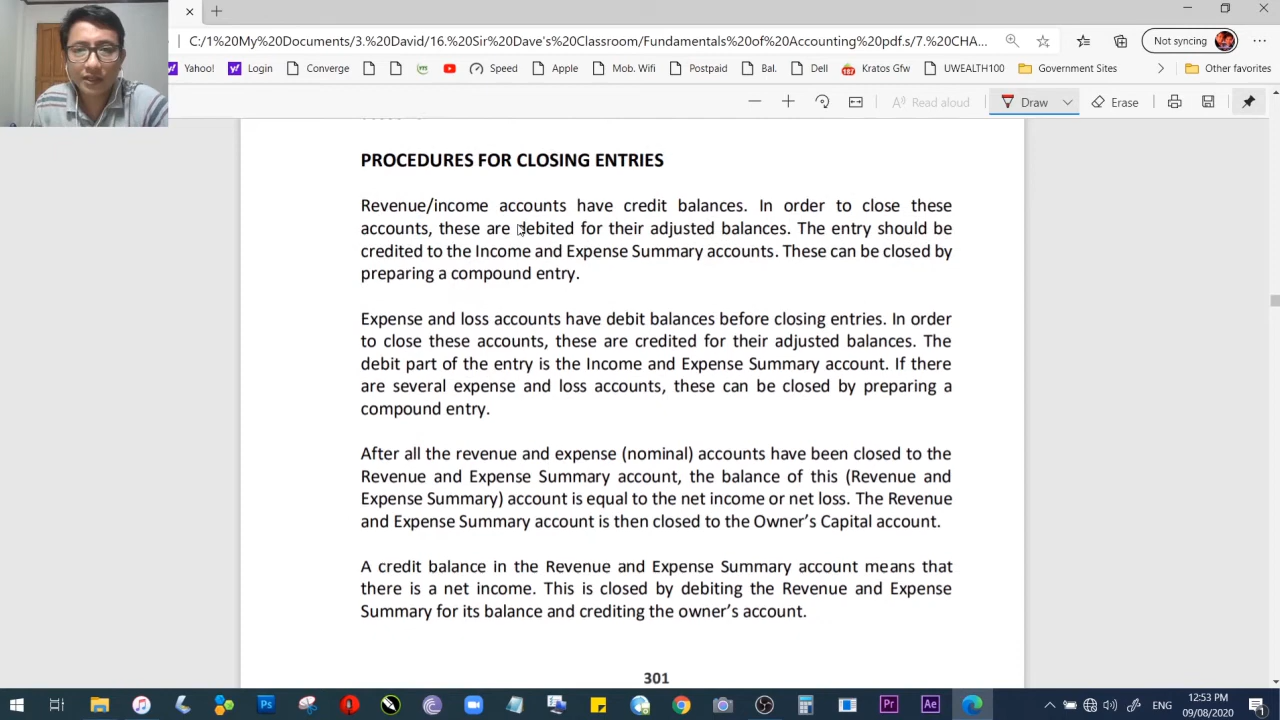 C:/1%20My%20Documents/3.%20David/16.%20Sir%20Dave's%20Classroom/Fundamentals%20of%20Accounting%20pdf.s/7.%20CHA...
Not syncing
Yahoo!
Login
Converge
Speed
Apple
Mob. Wifi
Postpaid
Bal.
Dell
Kratos Gfw
UWEALTH100
Government Sites
Other favorites
Read aloud
Draw
Erase
PROCEDURES FOR CLOSING ENTRIES
Revenue/income accounts have credit balances. In order to close these
accounts, these are debited for their adjusted balances. The entry should be
credited to the Income and Expense Summary accounts. These can be closed by
preparing a compound entry.
Expense and loss accounts have debit balances before closing entries. In order
to close these accounts, these are credited for their adjusted balances. The
debit part of the entry is the Income and Expense Summary account. If there
are several expense and loss accounts, these can be closed by preparing a
compound entry.
After all the revenue and expense (nominal) accounts have been closed to the
Revenue and Expense Summary account, the balance of this (Revenue and
Expense Summary) account is equal to the net income or net loss. The Revenue
and Expense Summary account is then closed to the Owner’s Capital account.
A credit balance in the Revenue and Expense Summary account means that
there is a net income. This is closed by debiting the Revenue and Expense
Summary for its balance and crediting the owner’s account.
301
Ps
Pr
Ae
ENG
12:53 PM
09/08/2020